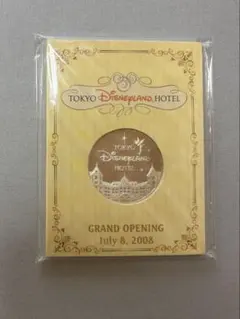 TOKYO DISNEYLAND HOTEL
TOKYO
DISNEYLAND
HOTEL
GRAND OPENING
July 8, 2008